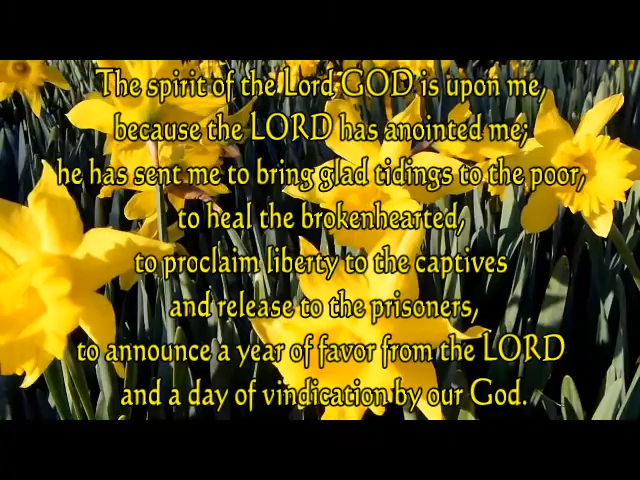 The spirit of the Lord GOD is upon me,
because the LORD has anointed me;
he has sent me to bring glad tidings to the poor,
to heal the brokenhearted,
to proclaim liberty to the captives
and release to the prisoners,
to announce a year of favor from the LORD
and a day of vindication by our God.